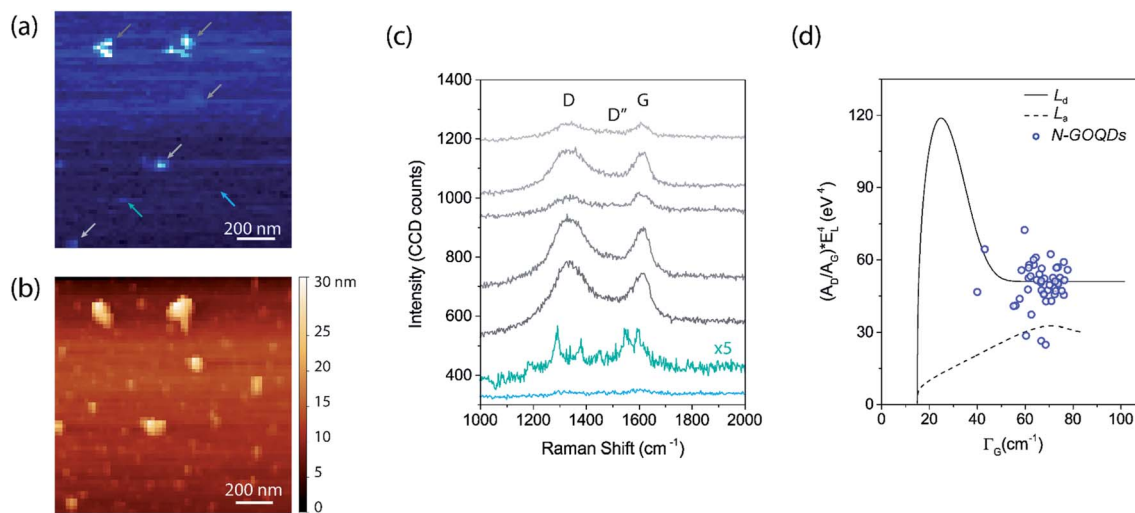 (a)
200 nm
(b)
30 nm
25
20
15
10
5
0
200 nm
(c)
1400
1200
1000
800
600
400
D
D″
G
x5
Intensity (CCD counts)
1000 1200 1400 1600 1800 2000
Raman Shift (cm⁻¹)
(d)
120
90
60
30
0
L_d
L_a
N-GOQDs
(A_D/A_G)*E_L^4 (eV^4)
0 20 40 60 80 100
Γ_G(cm⁻¹)